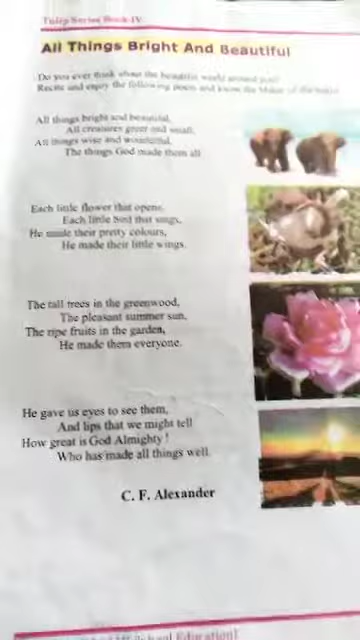 Tulip Series Book-IV
All Things Bright And Beautiful
Do you ever think about the beautiful world around you?
Recite and enjoy the following poem and know the Maker of the world.
All things bright and beautiful,
All creatures great and small,
All things wise and wonderful,
The things God made them all
Each little flower that opens,
Each little bird that sings,
He made their pretty colours,
He made their little wings.
The tall trees in the greenwood,
The pleasant summer sun,
The ripe fruits in the garden,
He made them everyone.
He gave us eyes to see them,
And lips that we might tell
How great is God Almighty!
Who has made all things well.
C. F. Alexander
School Education]